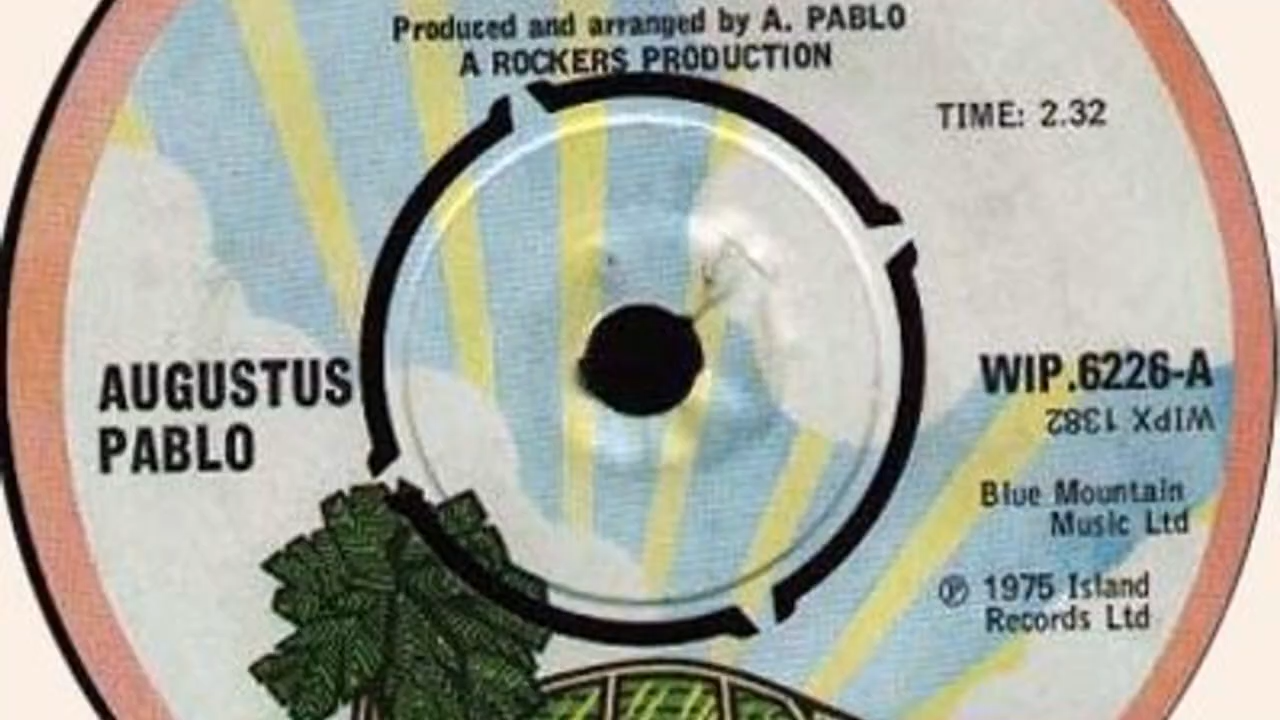 Produced and arranged by A. PABLO
A ROCKERS PRODUCTION
TIME: 2.32
AUGUSTUS
PABLO
WIP.6226-A
WIPX 1382
Blue Mountain
Music Ltd
℗ 1975 Island
Records Ltd